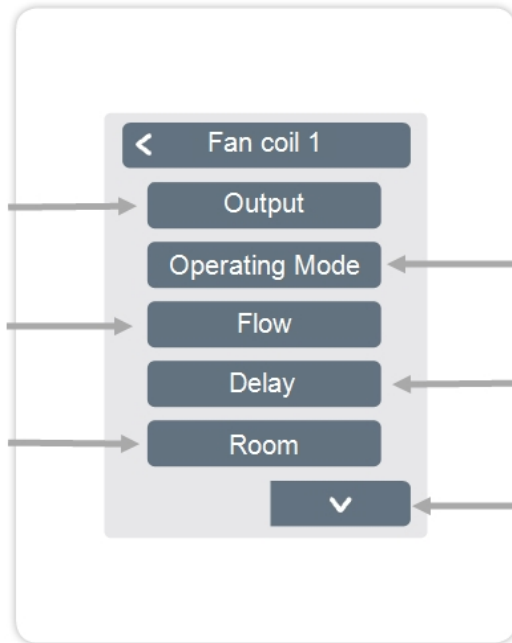 Fan coil 1
Output
Operating Mode
Flow
Delay
Room